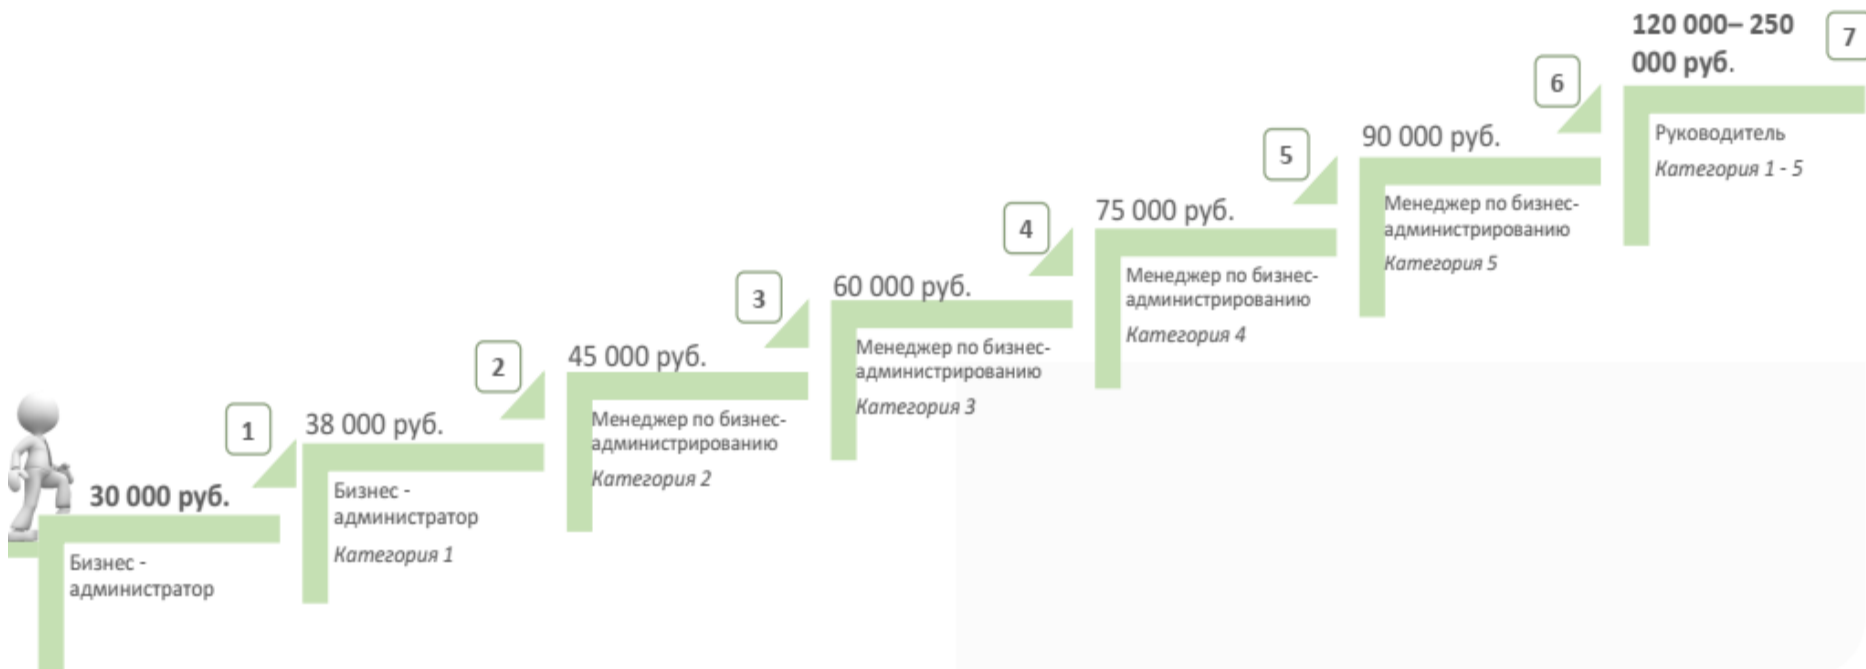 30 000 руб.
Бизнес -
администратор
1
38 000 руб.
Бизнес -
администратор
Категория 1
2
45 000 руб.
Менеджер по бизнес-
администрированию
Категория 2
3
60 000 руб.
Менеджер по бизнес-
администрированию
Категория 3
4
75 000 руб.
Менеджер по бизнес-
администрированию
Категория 4
5
90 000 руб.
Менеджер по бизнес-
администрированию
Категория 5
6
120 000– 250
000 руб.
Руководитель
Категория 1 - 5
7